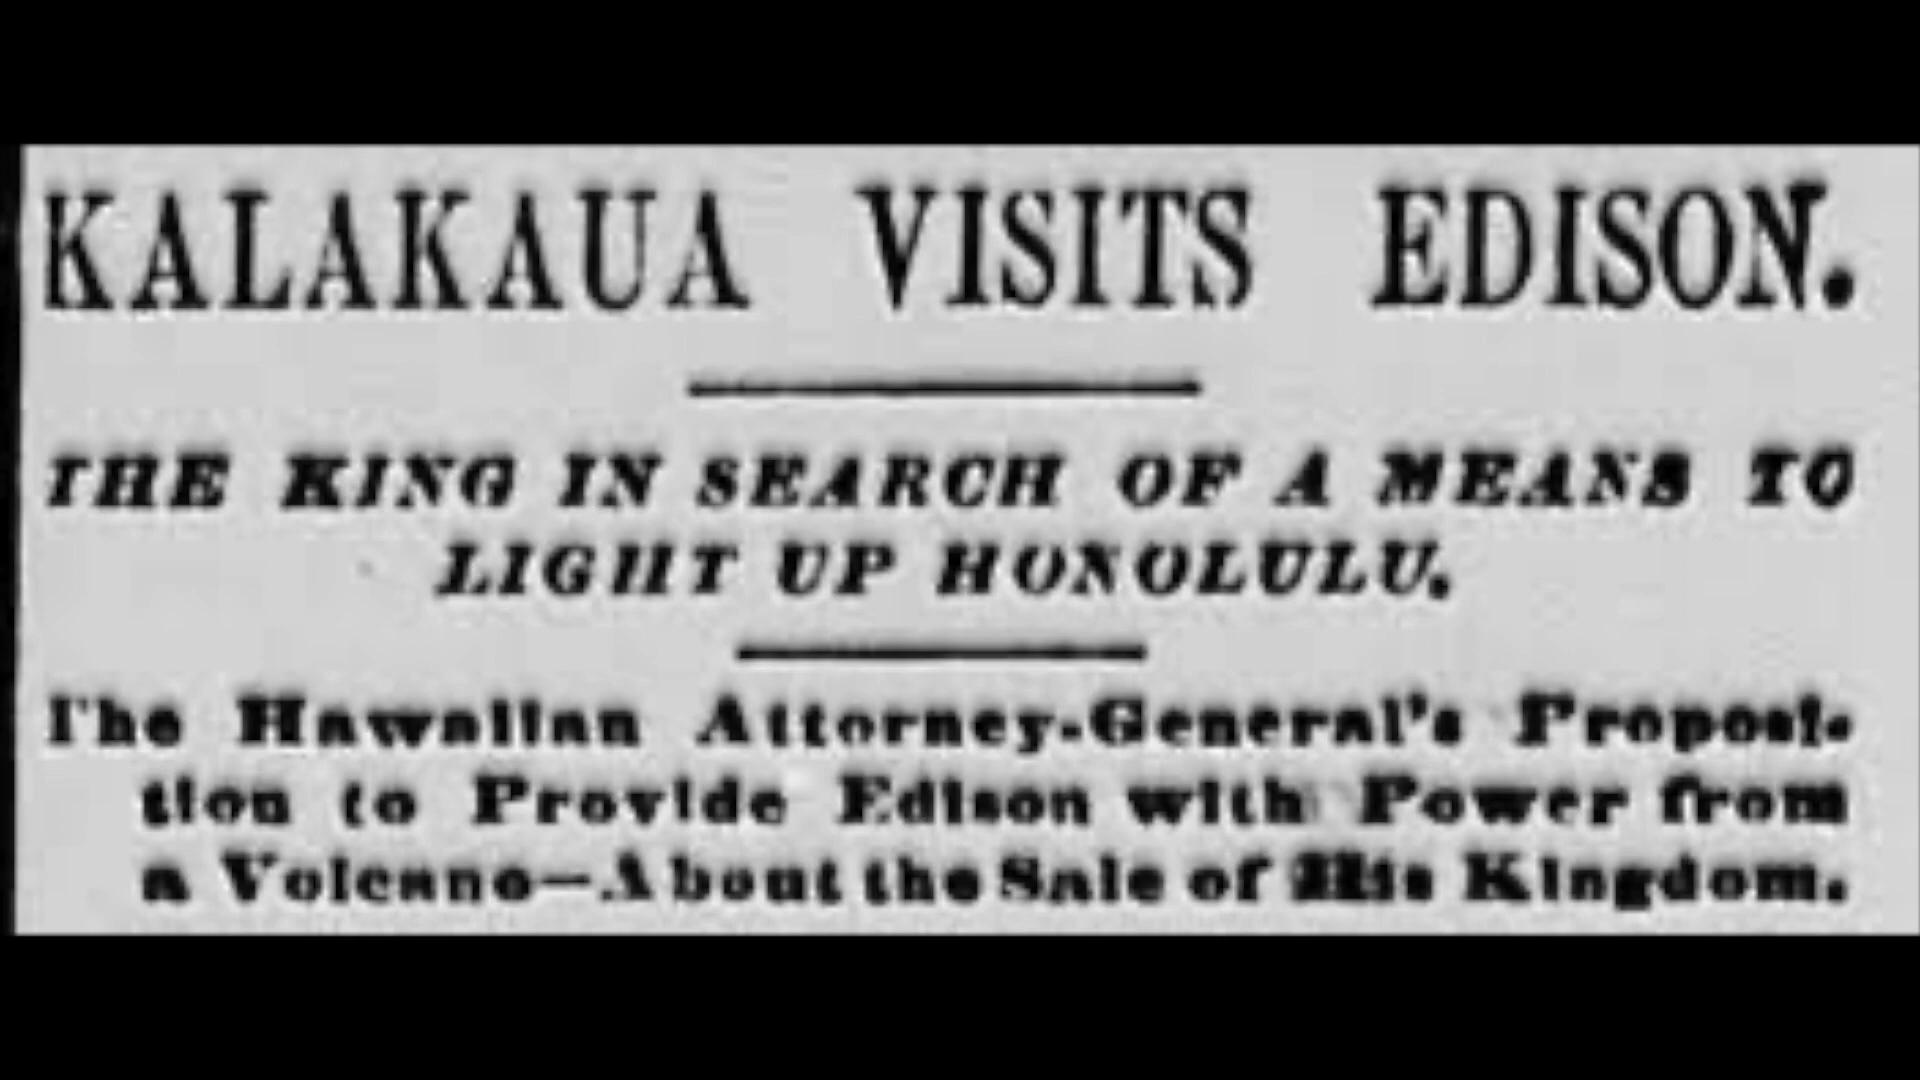 KALAKAUA VISITS EDISON.
THE KING IN SEARCH OF A MEANS TO
LIGHT UP HONOLULU.
The Hawaiian Attorney-General's Proposi-
tion to Provide Edison with Power from
a Volcano—About the Sale of His Kingdom.